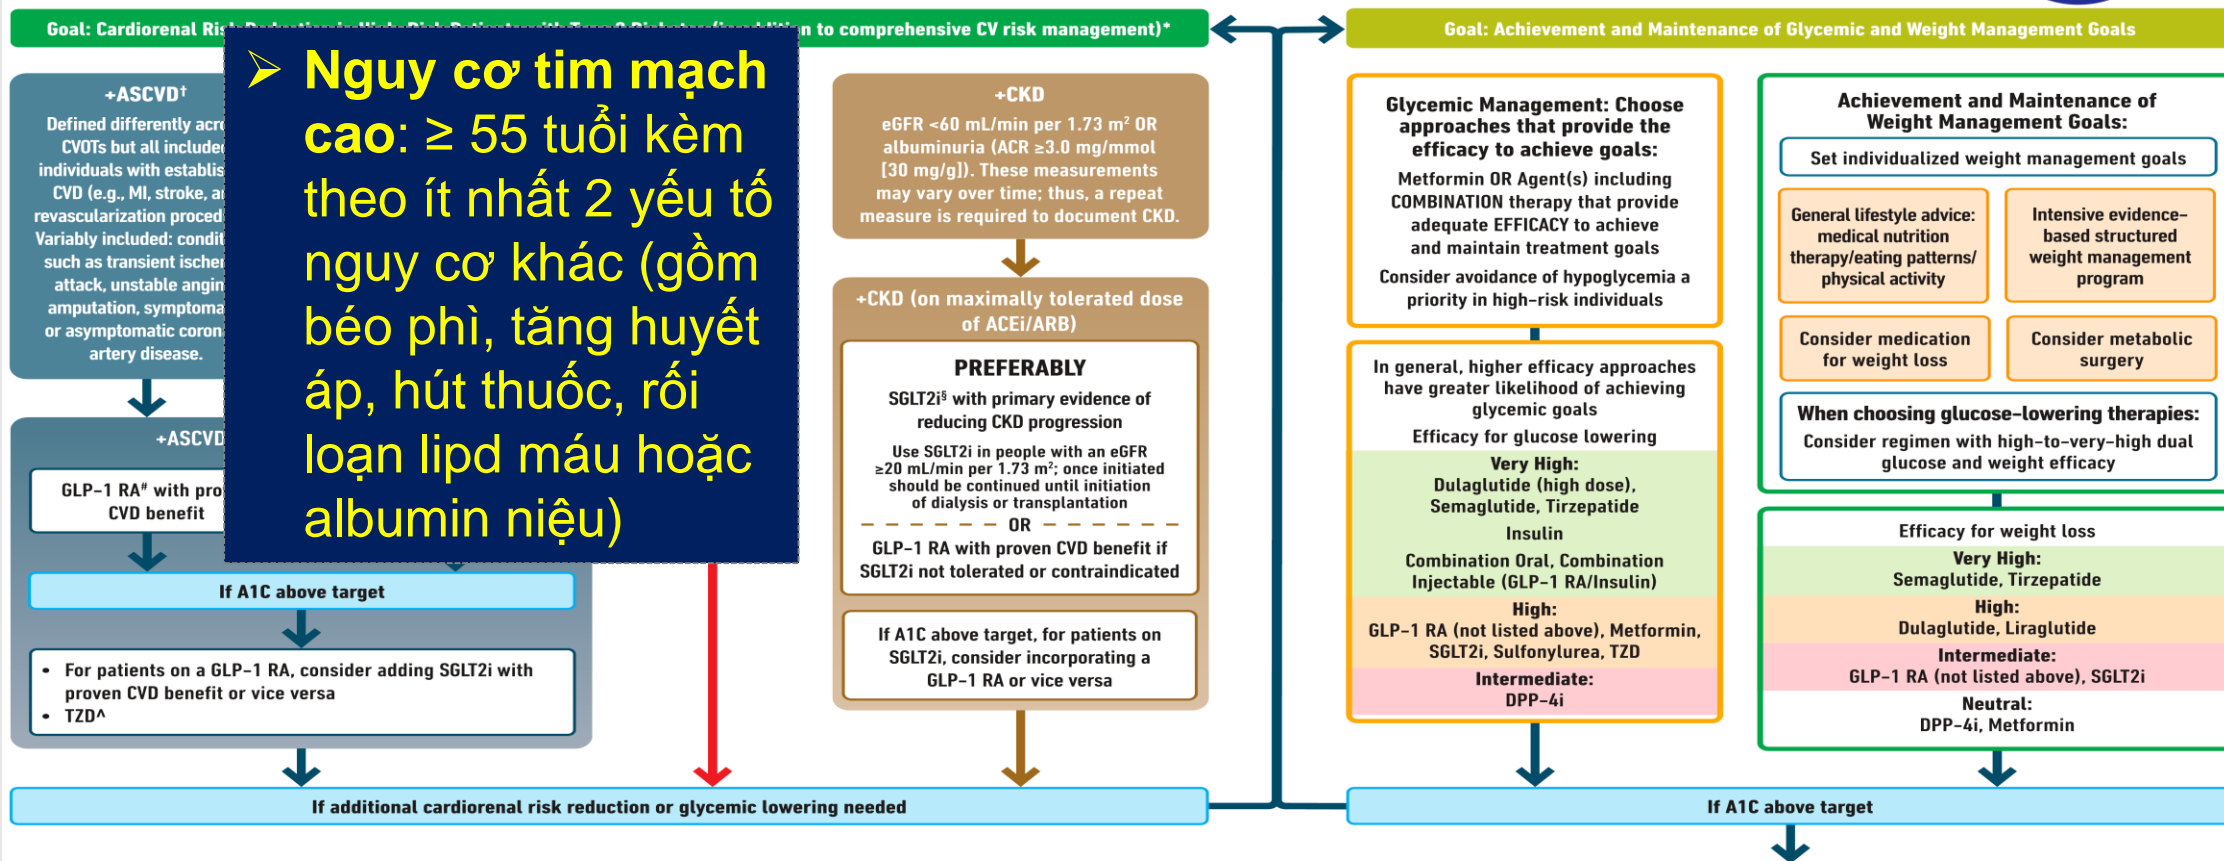 Goal: Cardiorenal
n to comprehensive CV risk management)*
➤ Nguy cơ tim mạch
cao: ≥ 55 tuổi kèm
theo ít nhất 2 yếu tố
nguy cơ khác (gồm
béo phì, tăng huyết
áp, hút thuốc, rối
loạn lipd máu hoặc
albumin niệu)
+ASCVD†
Defined differently acr
CVOTs but all include
individuals with establis
CVD (e.g., MI, stroke, a
revascularization proced
Variably included: condit
such as transient ische
attack, unstable angin
amputation, symptoma
or asymptomatic corona
artery disease.
+ASCVD
GLP-1 RA# with pro
CVD benefit
If A1C above target
• For patients on a GLP-1 RA, consider adding SGLT2i with
proven CVD benefit or vice versa
• TZD^
+CKD
eGFR <60 mL/min per 1.73 m² OR
albuminuria (ACR ≥3.0 mg/mmol
[30 mg/g]). These measurements
may vary over time; thus, a repeat
measure is required to document CKD.
+CKD (on maximally tolerated dose
of ACEi/ARB)
PREFERABLY
SGLT2i§ with primary evidence of
reducing CKD progression
Use SGLT2i in people with an eGFR
≥20 mL/min per 1.73 m²; once initiated
should be continued until initiation
of dialysis or transplantation
OR
GLP-1 RA with proven CVD benefit if
SGLT2i not tolerated or contraindicated
If A1C above target, for patients on
SGLT2i, consider incorporating a
GLP-1 RA or vice versa
If additional cardiorenal risk reduction or glycemic lowering needed
Goal: Achievement and Maintenance of Glycemic and Weight Management Goals
Glycemic Management: Choose
approaches that provide the
efficacy to achieve goals:
Metformin OR Agent(s) including
COMBINATION therapy that provide
adequate EFFICACY to achieve
and maintain treatment goals
Consider avoidance of hypoglycemia a
priority in high-risk individuals
In general, higher efficacy approaches
have greater likelihood of achieving
glycemic goals
Efficacy for glucose lowering
Very High:
Dulaglutide (high dose),
Semaglutide, Tirzepatide
Insulin
Combination Oral, Combination
Injectable (GLP-1 RA/Insulin)
High:
GLP-1 RA (not listed above), Metformin,
SGLT2i, Sulfonylurea, TZD
Intermediate:
DPP-4i
Achievement and Maintenance of
Weight Management Goals:
Set individualized weight management goals
General lifestyle advice:
medical nutrition
therapy/eating patterns/
physical activity
Intensive evidence-
based structured
weight management
program
Consider medication
for weight loss
Consider metabolic
surgery
When choosing glucose-lowering therapies:
Consider regimen with high-to-very-high dual
glucose and weight efficacy
Efficacy for weight loss
Very High:
Semaglutide, Tirzepatide
High:
Dulaglutide, Liraglutide
Intermediate:
GLP-1 RA (not listed above), SGLT2i
Neutral:
DPP-4i, Metformin
If A1C above target